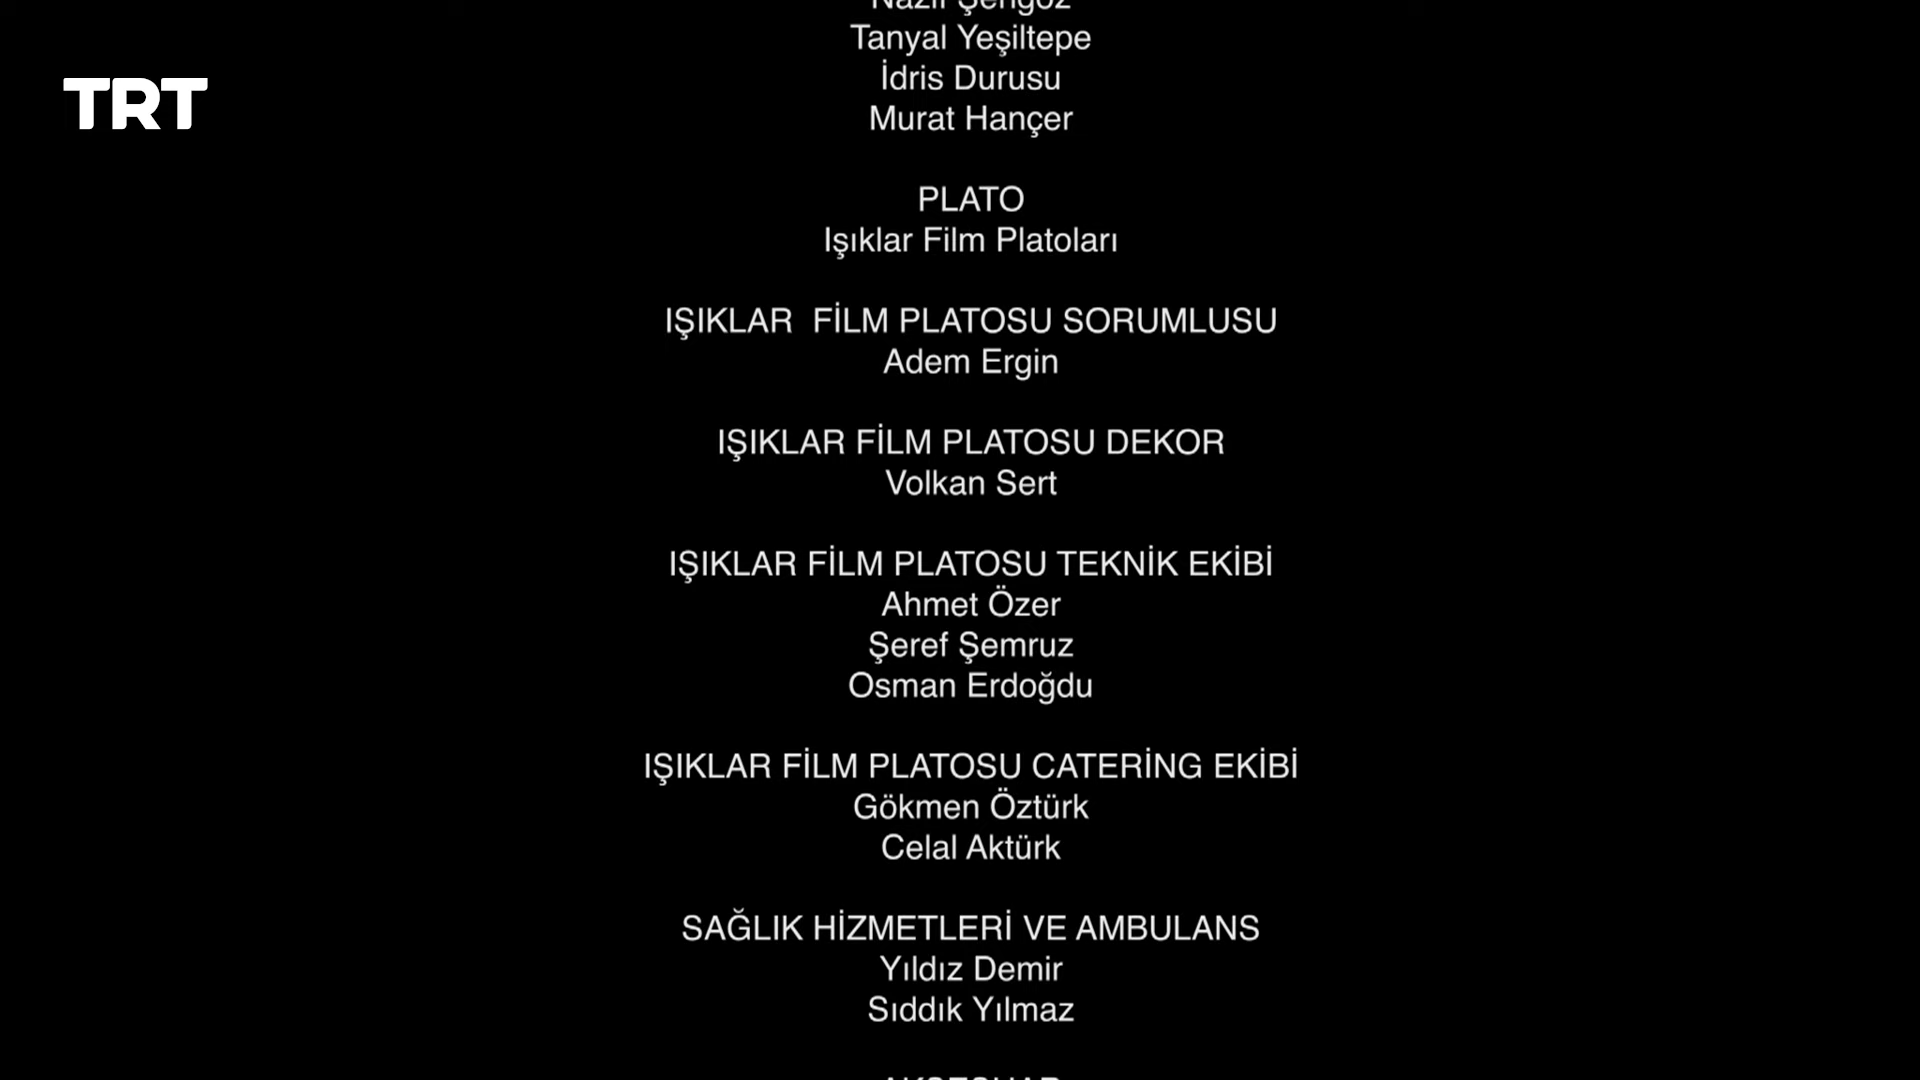 TRT
Nazif Şengöz
Tanyal Yeşiltepe
İdris Durusu
Murat Hançer
PLATO
Işıklar Film Platoları
IŞIKLAR  FİLM PLATOSU SORUMLUSU
Adem Ergin
IŞIKLAR FİLM PLATOSU DEKOR
Volkan Sert
IŞIKLAR FİLM PLATOSU TEKNİK EKİBİ
Ahmet Özer
Şeref Şemruz
Osman Erdoğdu
IŞIKLAR FİLM PLATOSU CATERİNG EKİBİ
Gökmen Öztürk
Celal Aktürk
SAĞLIK HİZMETLERİ VE AMBULANS
Yıldız Demir
Sıddık Yılmaz